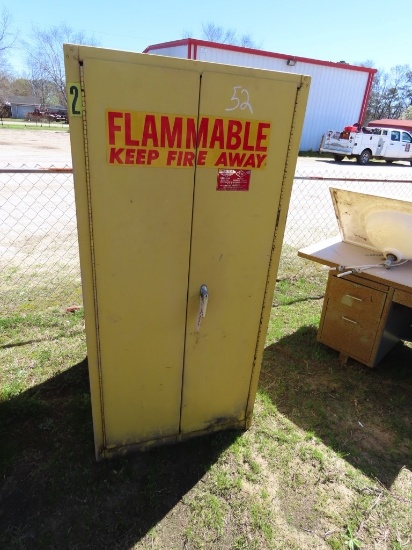 52
2
FLAMMABLE
KEEP FIRE AWAY